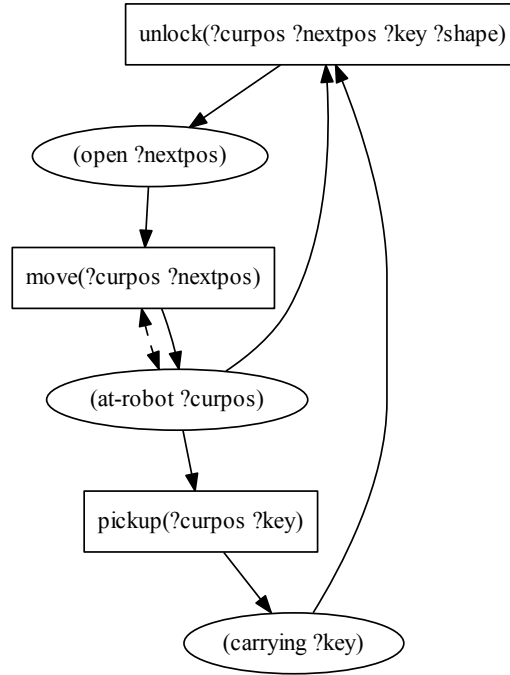 unlock(?curpos ?nextpos ?key ?shape)
(open ?nextpos)
move(?curpos ?nextpos)
(at-robot ?curpos)
pickup(?curpos ?key)
(carrying ?key)